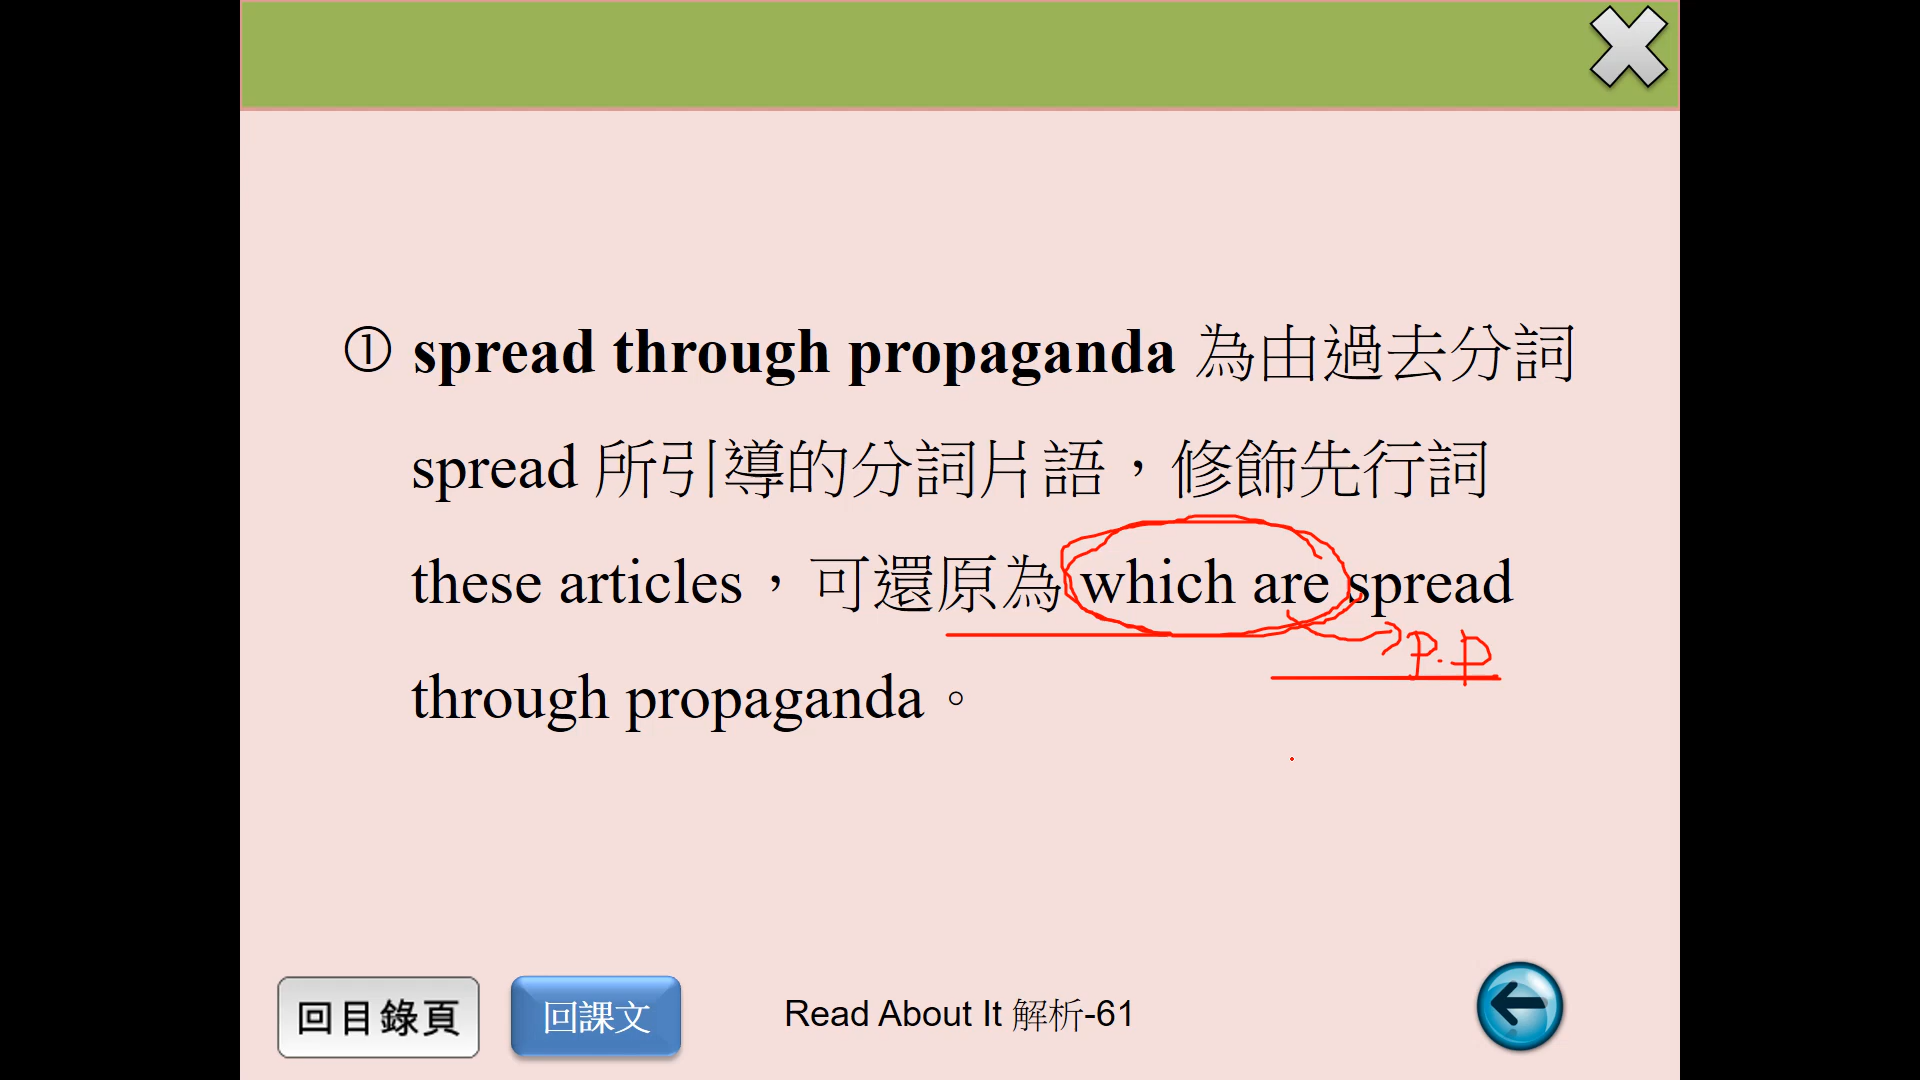 ① spread through propaganda 為由過去分詞
spread 所引導的分詞片語，修飾先行詞
these articles，可還原為 which are spread
P.P
through propaganda。
回目錄頁
回課文
Read About It 解析-61